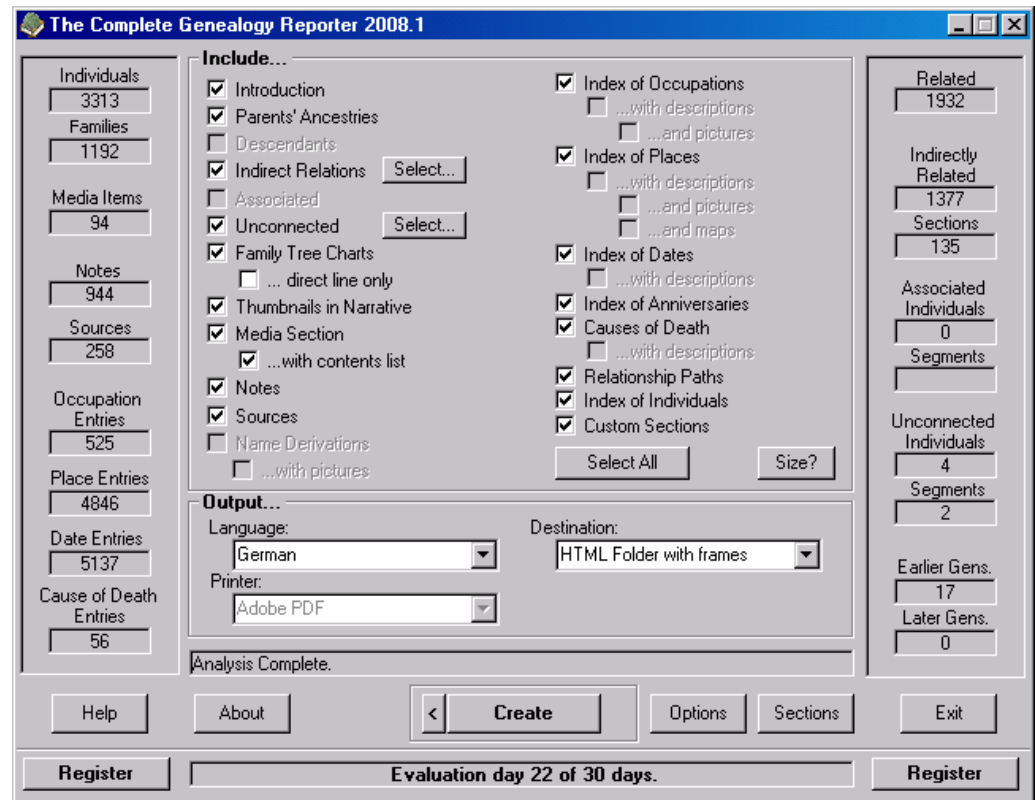 The Complete Genealogy Reporter 2008.1
Individuals
3313
Families
1192
Media Items
94
Notes
944
Sources
258
Occupation
Entries
525
Place Entries
4846
Date Entries
5137
Cause of Death
Entries
56
Include...
Introduction
Parents' Ancestries
Descendants
Indirect Relations Select...
Associated
Unconnected Select...
Family Tree Charts
... direct line only
Thumbnails in Narrative
Media Section
...with contents list
Notes
Sources
Name Derivations
...with pictures
Index of Occupations
...with descriptions
...and pictures
Index of Places
...with descriptions
...and pictures
...and maps
Index of Dates
...with descriptions
Index of Anniversaries
Causes of Death
...with descriptions
Relationship Paths
Index of Individuals
Custom Sections
Select All Size?
Output...
Language:
German
Printer:
Adobe PDF
Destination:
HTML Folder with frames
Analysis Complete.
Related
1932
Indirectly
Related
1377
Sections
135
Associated
Individuals
0
Segments
Unconnected
Individuals
4
Segments
2
Earlier Gens.
17
Later Gens.
0
Help About < Create Options Sections Exit
Register Evaluation day 22 of 30 days. Register